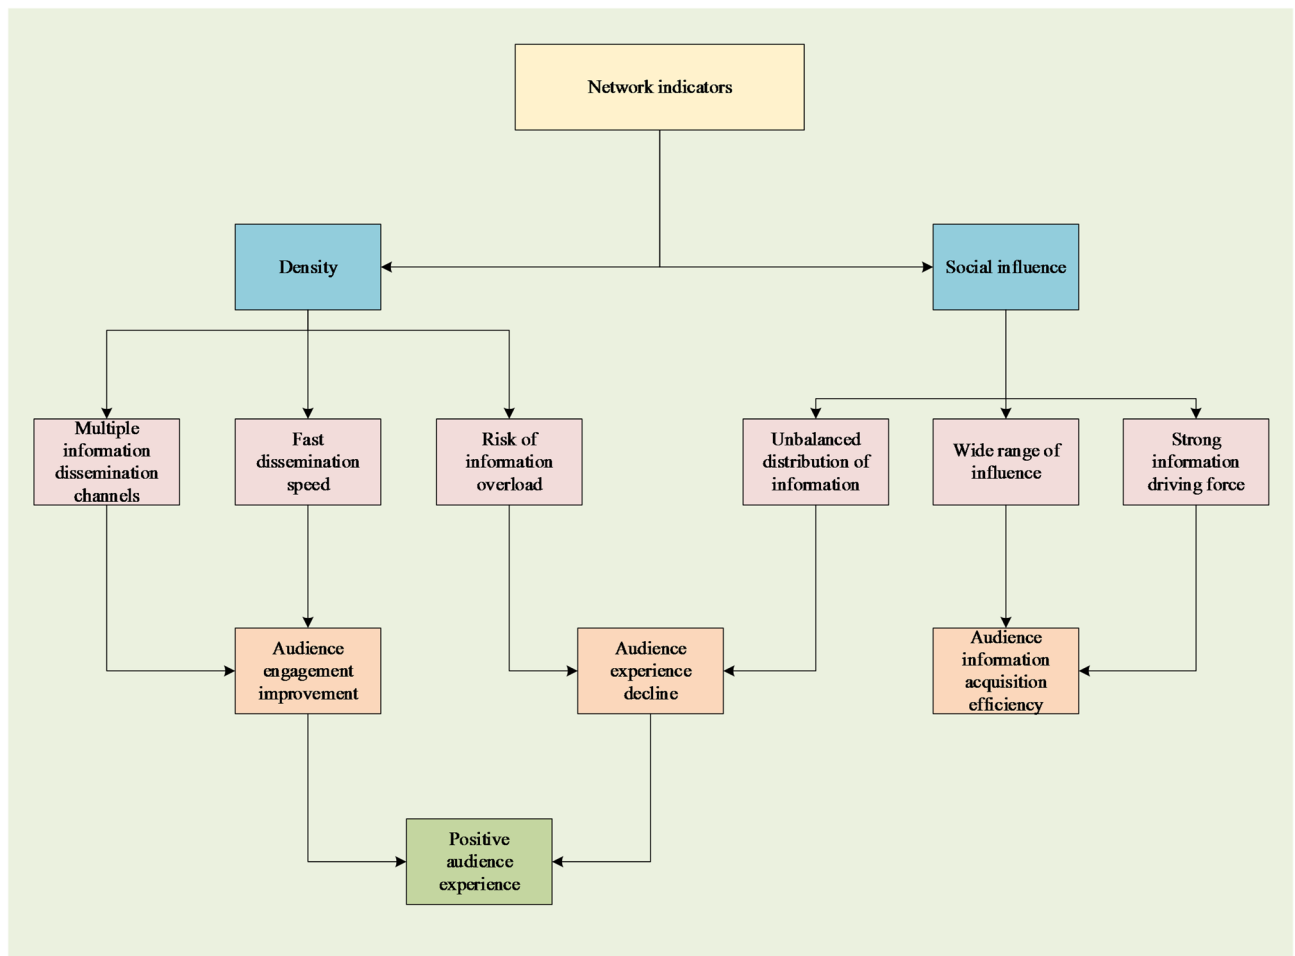 Network indicators
Density
Social influence
Multiple
information
dissemination
channels
Fast
dissemination
speed
Risk of
information
overload
Unbalanced
distribution of
information
Wide range of
influence
Strong
information
driving force
Audience
engagement
improvement
Audience
experience
decline
Audience
information
acquisition
efficiency
Positive
audience
experience